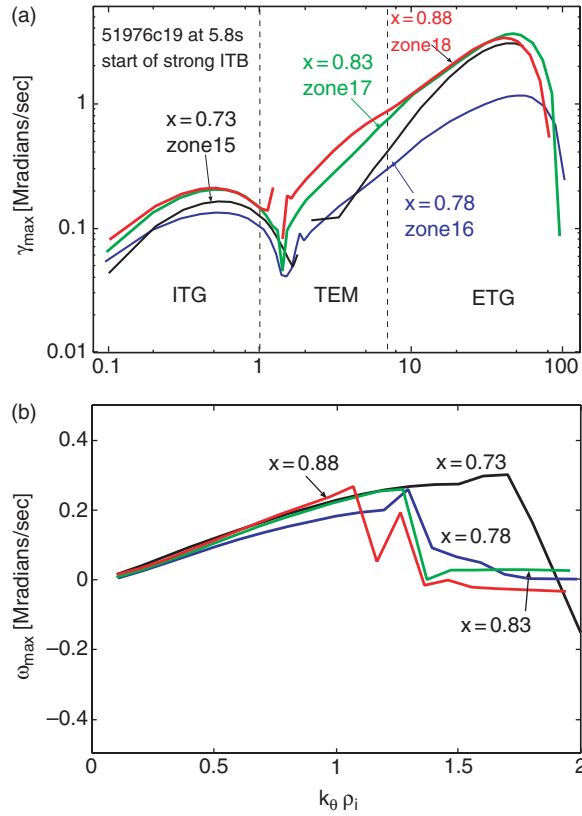 (a)
51976c19 at 5.8s
start of strong ITB
x = 0.88
zone18
x = 0.83
zone17
x = 0.73
zone15
x = 0.78
zone16
ITG
TEM
ETG
γmax [Mradians/sec]
1
0.1
0.01
0.1
1
10
100
(b)
x = 0.88
x = 0.73
x = 0.78
x = 0.83
ωmax [Mradians/sec]
0.4
0.2
0
−0.2
−0.4
0
0.5
1
1.5
2
kθ ρi